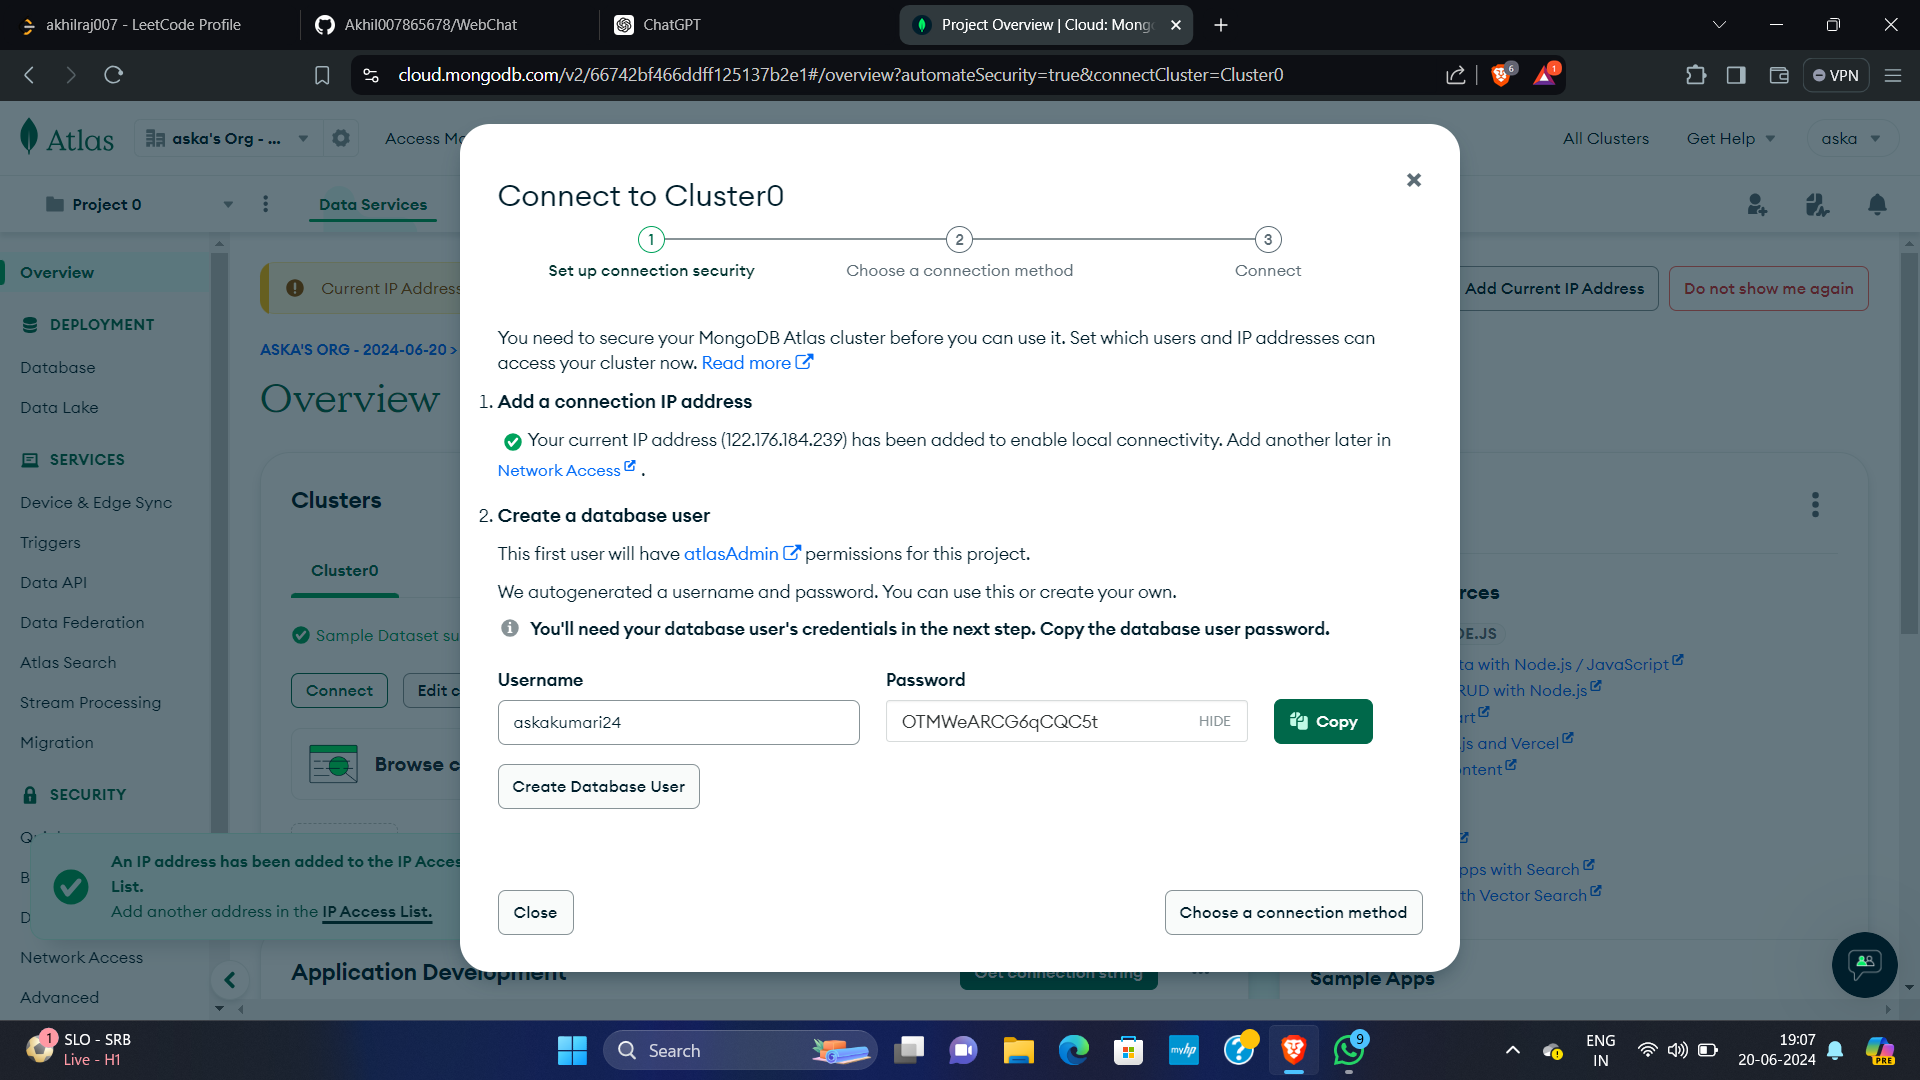 akhilraj007 - LeetCode Profile
Akhil007865678/WebChat
ChatGPT
Project Overview | Cloud: Mong
cloud.mongodb.com/v2/66742bf466ddff125137b2e1#/overview?automateSecurity=true&connectCluster=Cluster0
6
1
VPN
Atlas
aska's Org - ...
Access Ma
All Clusters
Get Help
aska
Project 0
Data Services
Overview
DEPLOYMENT
Database
Data Lake
SERVICES
Device & Edge Sync
Triggers
Data API
Data Federation
Atlas Search
Stream Processing
Migration
SECURITY
Network Access
Advanced
Current IP Address
Add Current IP Address
Do not show me again
ASKA'S ORG - 2024-06-20 >
Overview
Clusters
Cluster0
Sample Dataset su
Connect
Edit c
Browse c
An IP address has been added to the IP Acces
List.
Add another address in the IP Access List.
Application Development
Get connection string
Connect to Cluster0
1
2
3
Set up connection security
Choose a connection method
Connect
You need to secure your MongoDB Atlas cluster before you can use it. Set which users and IP addresses can
access your cluster now. Read more
1. Add a connection IP address
Your current IP address (122.176.184.239) has been added to enable local connectivity. Add another later in
Network Access .
2. Create a database user
This first user will have atlasAdmin permissions for this project.
We autogenerated a username and password. You can use this or create your own.
You'll need your database user's credentials in the next step. Copy the database user password.
Username
Password
askakumari24
OTMWeARCG6qCQC5t
HIDE
Copy
Create Database User
Close
Choose a connection method
rces
DE.JS
ta with Node.js / JavaScript
RUD with Node.js
art
.js and Vercel
ontent
pps with Search
th Vector Search
Sample Apps
1
SLO - SRB
Live - H1
Search
myhp
9
ENG
IN
19:07
20-06-2024
PRE